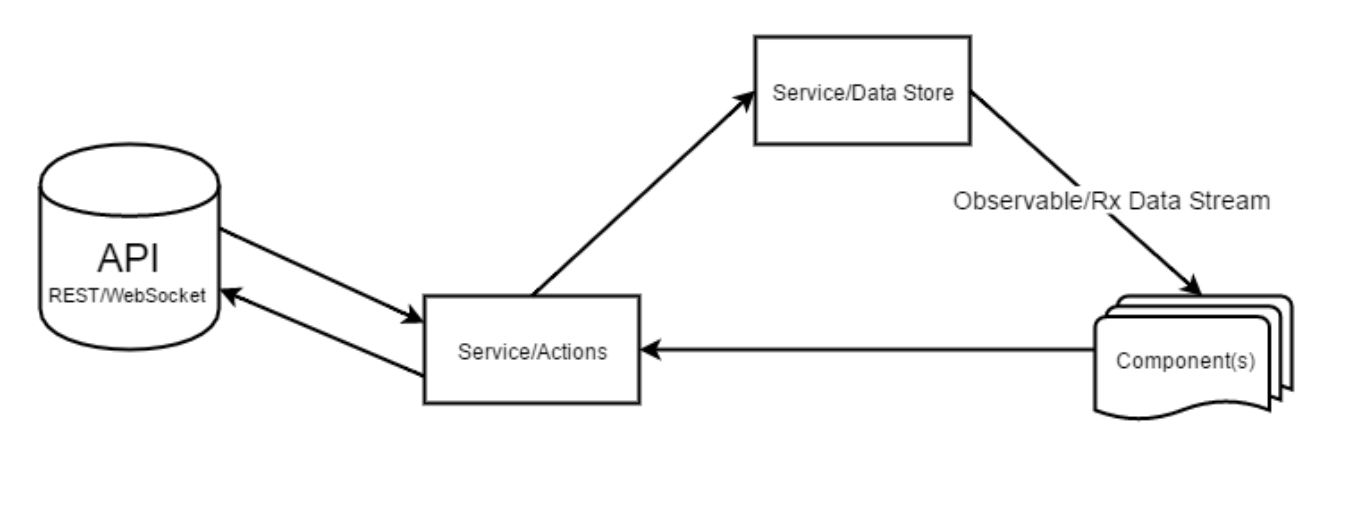 Service/Data Store
Observable/Rx Data Stream
API
REST/WebSocket
Service/Actions
Component(s)